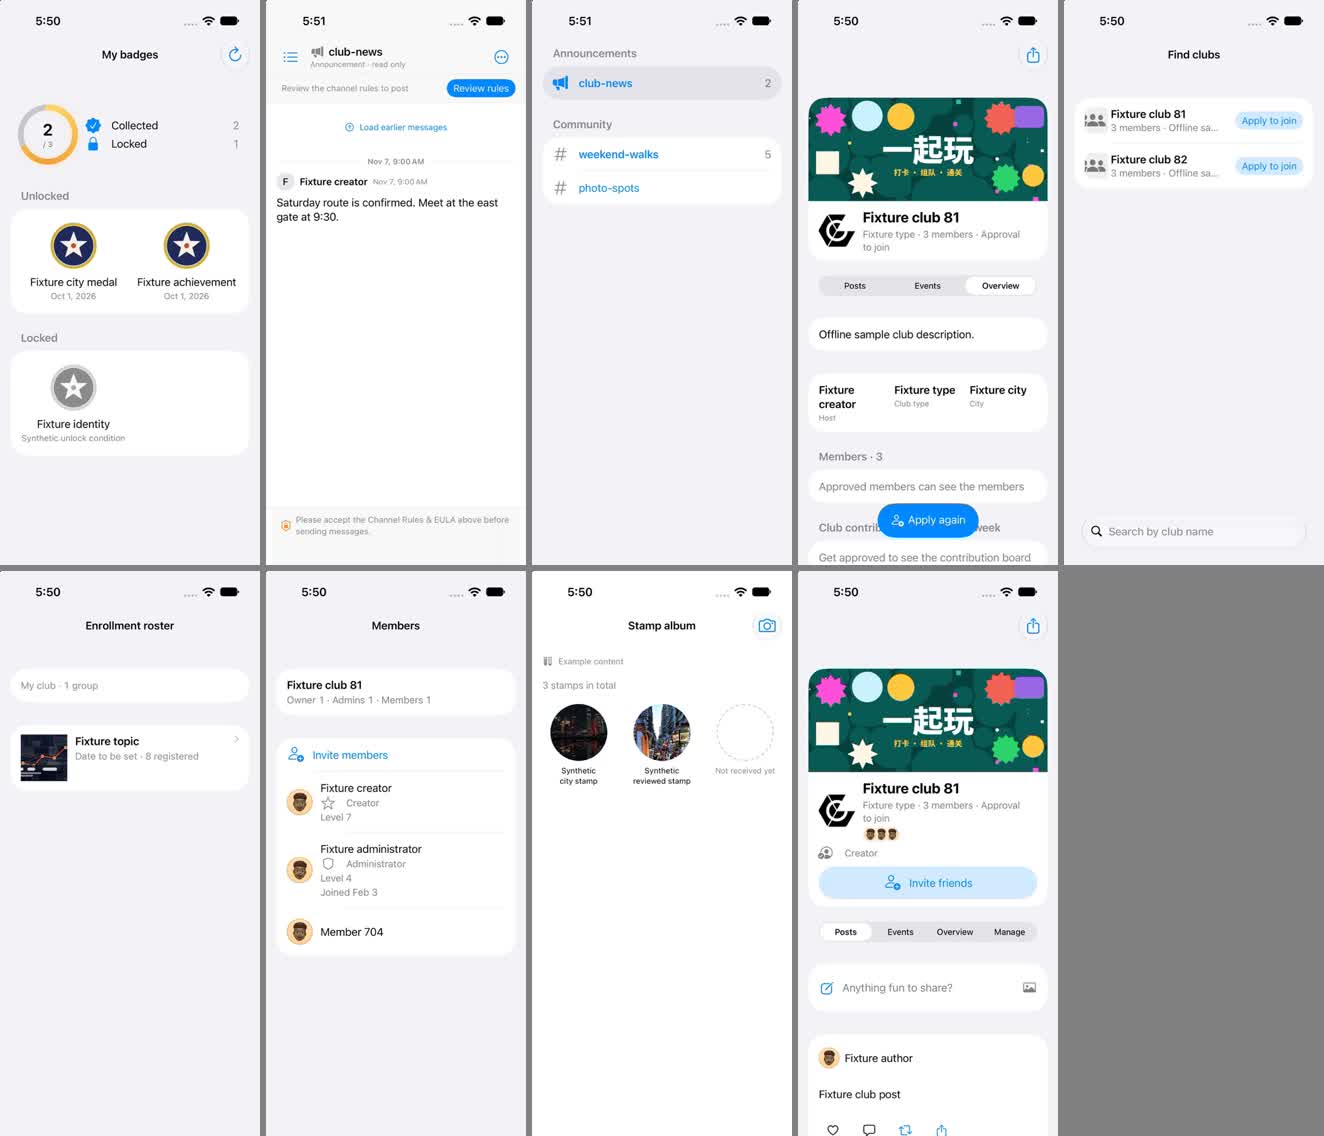 5:50
My badges
2
/ 3
Collected 2
Locked 1
Unlocked
Fixture city medal
Oct 1, 2026
Fixture achievement
Oct 1, 2026
Locked
Fixture identity
Synthetic unlock condition
5:51
club-news
Announcement · read only
Review the channel rules to post
Review rules
Load earlier messages
Nov 7, 9:00 AM
F Fixture creator Nov 7, 9:00 AM
Saturday route is confirmed. Meet at the east
gate at 9:30.
Please accept the Channel Rules & EULA above before
sending messages.
5:51
Announcements
club-news 2
Community
# weekend-walks 5
# photo-spots
5:50
一起玩
打卡 · 组队 · 通关
Fixture club 81
Fixture type · 3 members · Approval
to join
Posts
Events
Overview
Offline sample club description.
Fixture
creator
Host
Fixture type
Club type
Fixture city
City
Members · 3
Approved members can see the members
Club contrib
week
Apply again
Get approved to see the contribution board
5:50
Find clubs
Fixture club 81
3 members · Offline sa...
Apply to join
Fixture club 82
3 members · Offline sa...
Apply to join
Search by club name
5:50
Enrollment roster
My club · 1 group
Fixture topic
Date to be set · 8 registered
5:50
Members
Fixture club 81
Owner 1 · Admins 1 · Members 1
Invite members
Fixture creator
Creator
Level 7
Fixture administrator
Administrator
Level 4
Joined Feb 3
Member 704
5:50
Stamp album
Example content
3 stamps in total
Synthetic
city stamp
Synthetic
reviewed stamp
Not received yet
5:50
一起玩
打卡 · 组队 · 通关
Fixture club 81
Fixture type · 3 members · Approval
to join
Creator
Invite friends
Posts
Events
Overview
Manage
Anything fun to share?
Fixture author
Fixture club post